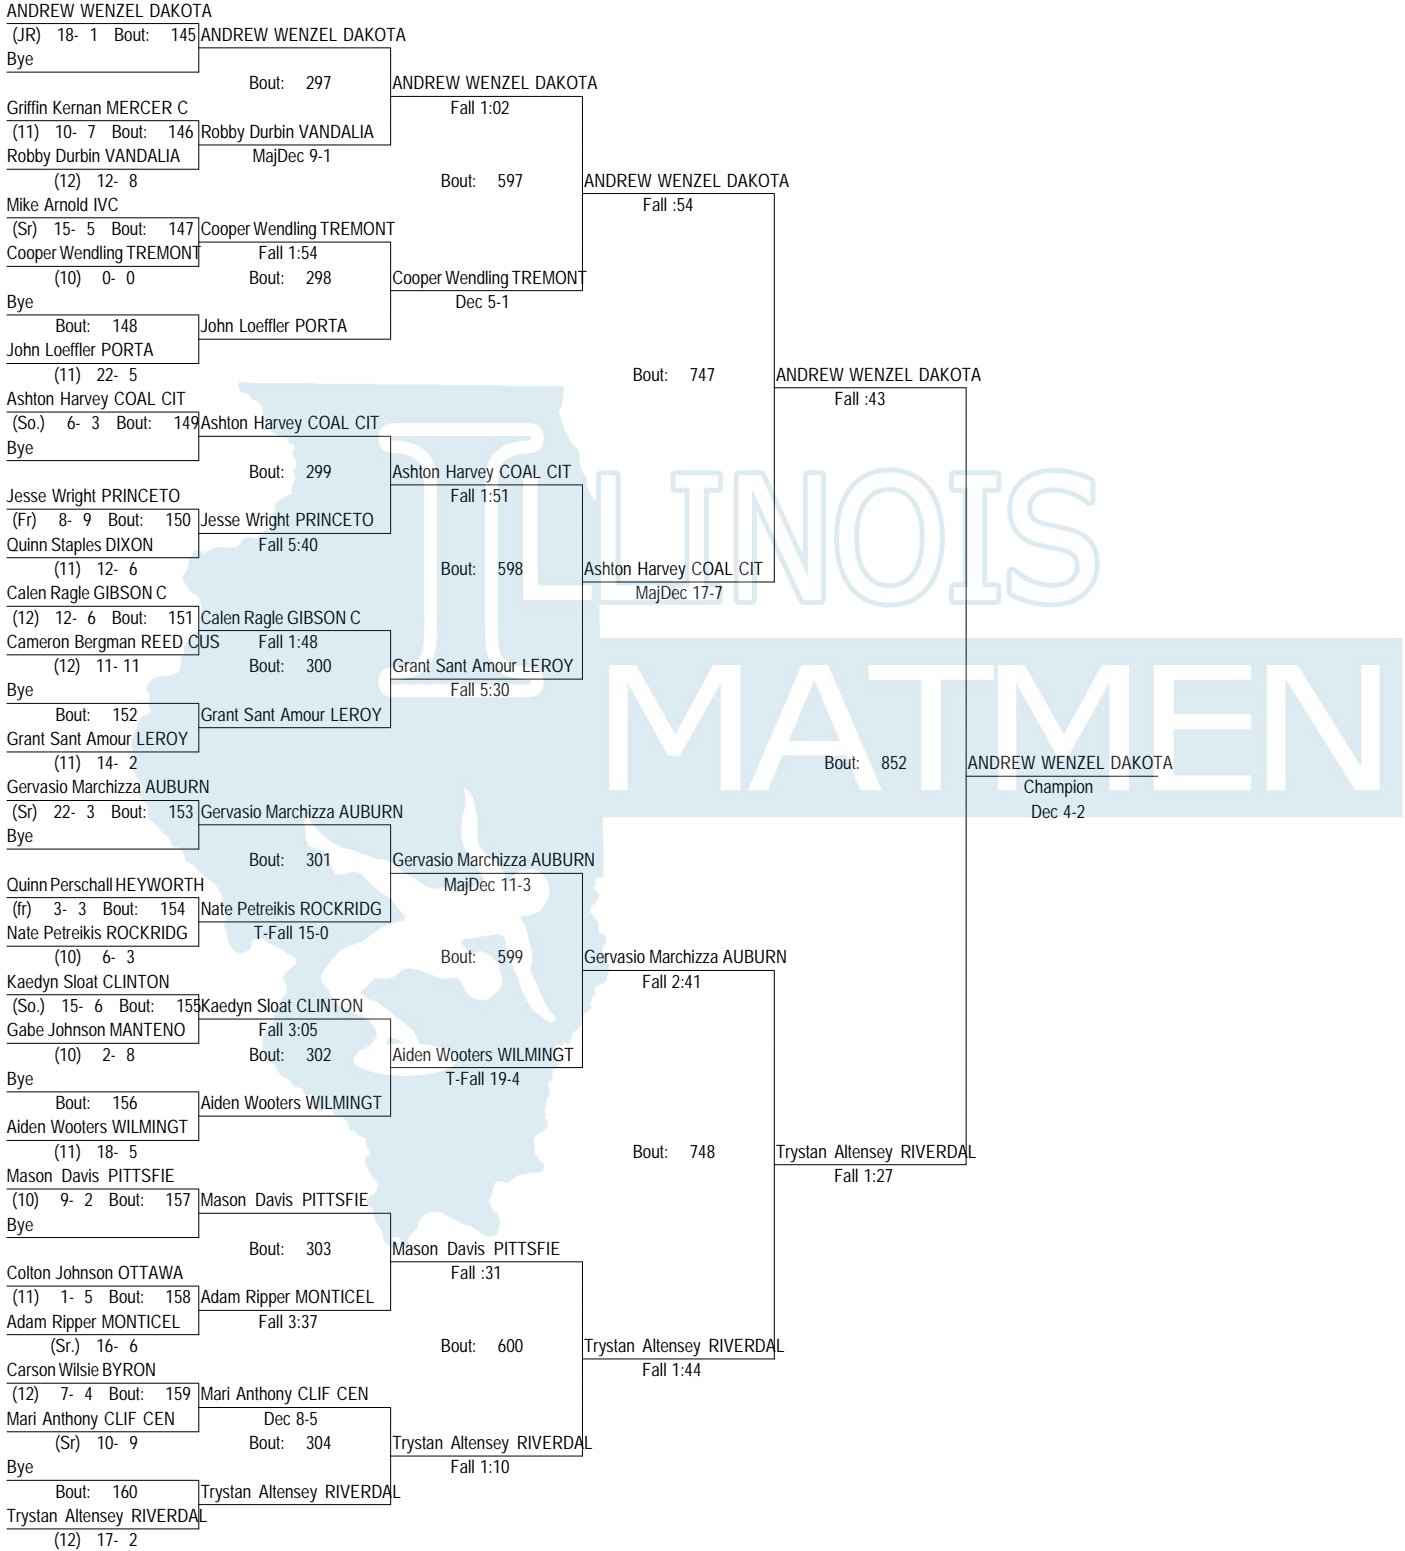 ANDREW WENZEL DAKOTA
(JR) 18- 1 Bout: 145 ANDREW WENZEL DAKOTA
Bye
Bout: 297 ANDREW WENZEL DAKOTA
Griffin Kernan MERCER C Fall 1:02
(11) 10- 7 Bout: 146 Robby Durbin VANDALIA
Robby Durbin VANDALIA MajDec 9-1
(12) 12- 8 Bout: 597 ANDREW WENZEL DAKOTA
Mike Arnold IVC Fall :54
(Sr) 15- 5 Bout: 147 Cooper Wendling TREMONT
Cooper Wendling TREMONT Fall 1:54
(10) 0- 0 Bout: 298 Cooper Wendling TREMONT
Bye Dec 5-1
Bout: 148 John Loeffler PORTA
John Loeffler PORTA
(11) 22- 5 Bout: 747 ANDREW WENZEL DAKOTA
Ashton Harvey COAL CIT Fall :43
(So.) 6- 3 Bout: 149 Ashton Harvey COAL CIT
Bye
Bout: 299 Ashton Harvey COAL CIT
Jesse Wright PRINCETO Fall 1:51
(Fr) 8- 9 Bout: 150 Jesse Wright PRINCETO
Quinn Staples DIXON Fall 5:40
(11) 12- 6 Bout: 598 Ashton Harvey COAL CIT
Calen Ragle GIBSON C MajDec 17-7
(12) 12- 6 Bout: 151 Calen Ragle GIBSON C
Cameron Bergman REED CUS Fall 1:48
(12) 11- 11 Bout: 300 Grant Sant Amour LEROY
Bye Fall 5:30
Bout: 152 Grant Sant Amour LEROY
Grant Sant Amour LEROY
(11) 14- 2 Bout: 852 ANDREW WENZEL DAKOTA
Gervasio Marchizza AUBURN Champion
(Sr) 22- 3 Bout: 153 Gervasio Marchizza AUBURN Dec 4-2
Bye
Bout: 301 Gervasio Marchizza AUBURN
Quinn Perschall HEYWORTH MajDec 11-3
(fr) 3- 3 Bout: 154 Nate Petreikis ROCKRIDG
Nate Petreikis ROCKRIDG T-Fall 15-0
(10) 6- 3 Bout: 599 Gervasio Marchizza AUBURN
Kaedyn Sloat CLINTON Fall 2:41
(So.) 15- 6 Bout: 155 Kaedyn Sloat CLINTON
Gabe Johnson MANTENO Fall 3:05
(10) 2- 8 Bout: 302 Aiden Wooters WILMINGT
Bye T-Fall 19-4
Bout: 156 Aiden Wooters WILMINGT
Aiden Wooters WILMINGT
(11) 18- 5 Bout: 748 Trystan Altensey RIVERDAL
Mason Davis PITTSFIE Fall 1:27
(10) 9- 2 Bout: 157 Mason Davis PITTSFIE
Bye
Bout: 303 Mason Davis PITTSFIE
Colton Johnson OTTAWA Fall :31
(11) 1- 5 Bout: 158 Adam Ripper MONTICEL
Adam Ripper MONTICEL Fall 3:37
(Sr.) 16- 6 Bout: 600 Trystan Altensey RIVERDAL
Carson Wilsie BYRON Fall 1:44
(12) 7- 4 Bout: 159 Mari Anthony CLIF CEN
Mari Anthony CLIF CEN Dec 8-5
(Sr) 10- 9 Bout: 304 Trystan Altensey RIVERDAL
Bye Fall 1:10
Bout: 160 Trystan Altensey RIVERDAL
Trystan Altensey RIVERDAL
(12) 17- 2
ILLINOIS
MATMEN